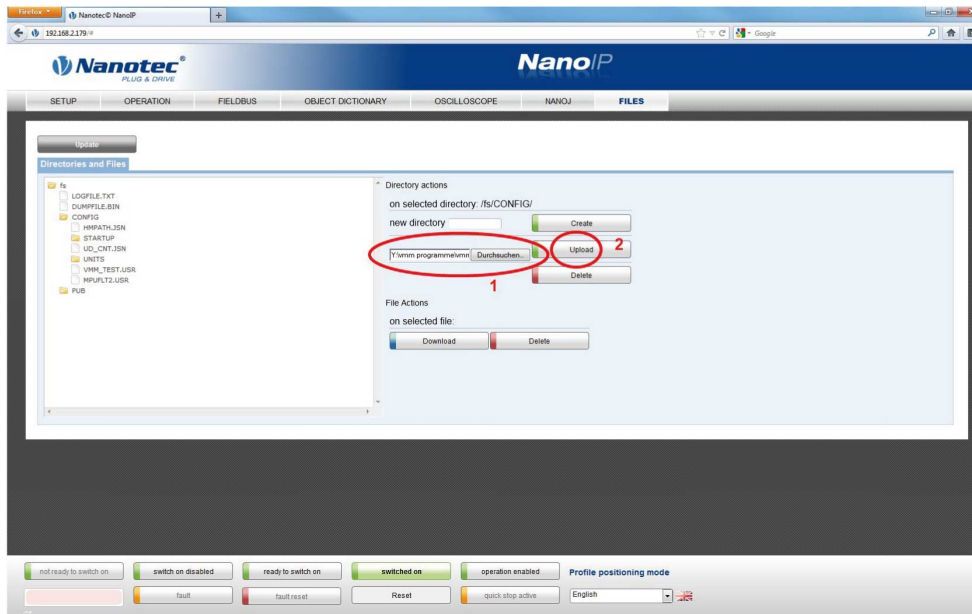 Firefox
Nanotec© NanoIP
192.168.2.179/#
Google
Nanotec®
PLUG & DRIVE
NanoIP
SETUP OPERATION FIELDBUS OBJECT DICTIONARY OSCILLOSCOPE NANOJ FILES
Update
Directories and Files
fs
LOGFILE.TXT
DUMPFILE.BIN
CONFIG
HMPATH.JSN
STARTUP
UD_CNT.JSN
UNITS
VMM_TEST.USR
MPUFLT2.USR
PUB
Directory actions
on selected directory: /fs/CONFIG/
new directory Create
Y:\vmm programme\vmm Durchsuchen.. Upload 2
1 Delete
File Actions
on selected file:
Download Delete
not ready to switch on switch on disabled ready to switch on switched on operation enabled Profile positioning mode
fault fault reset Reset quick stop active English